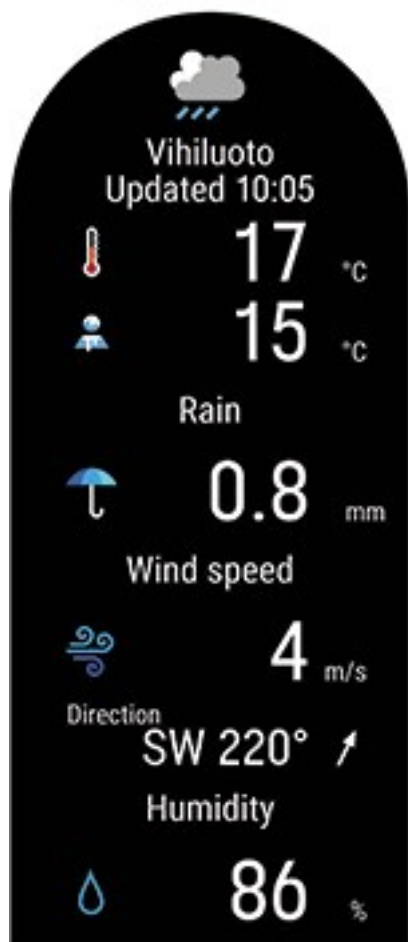 Vihiluoto
Updated 10:05
17 °C
15 °C
Rain
0.8 mm
Wind speed
4 m/s
Direction
SW 220°
Humidity
86 %